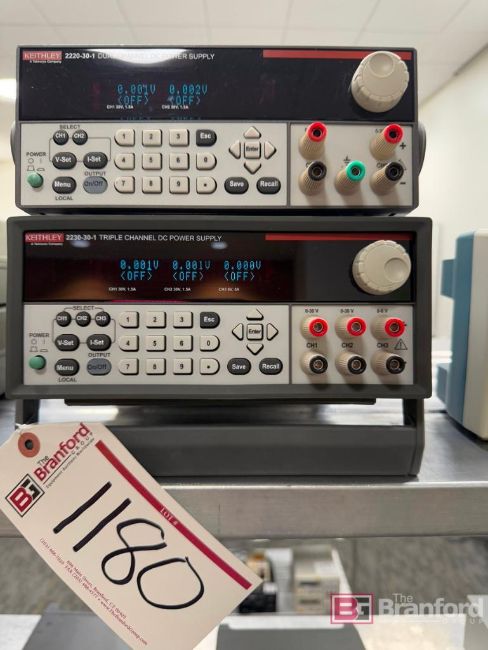 KEITHLEY
A Tektronix Company
2220-30-1 DC POWER SUPPLY
0.001V 0.002V
(OFF) (OFF)
CH1 30V, 1.5A
SELECT
CH1 CH2
POWER
V-Set I-Set
OUTPUT
Menu On/Off
LOCAL
1 2 3 Esc
4 5 6 0
7 8 9 .
Enter
Save Recall
+
-
KEITHLEY
A Tektronix Company
2230-30-1 TRIPLE CHANNEL DC POWER SUPPLY
0.001V 0.001V 0.000V
(OFF) (OFF) (OFF)
CH1 30V, 1.5A CH2 30V, 1.5A CH3 6V, 5A
SELECT
CH1 CH2 CH3
POWER
V-Set I-Set
OUTPUT
Menu On/Off
LOCAL
1 2 3 Esc
4 5 6 0
7 8 9 .
Enter
Save Recall
0-30 V 0-30 V 0-6 V
CH1 CH2 CH3
The
Branford
GROUP
LOT #
1180
BG The
Branford
GROUP